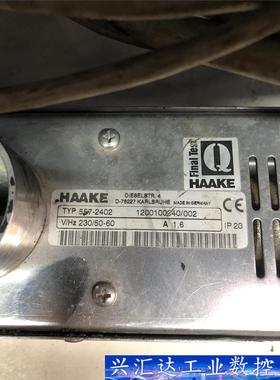 Final Test
Q
HAAKE
HAAKE
DIESELSTR. 4
D-76227 KARLSRUHE MADE IN GERMANY
TYP 557-2402 1200100240/002
V/Hz 230/50-60 A 1,6 IP 20
CE
兴汇达工业数控